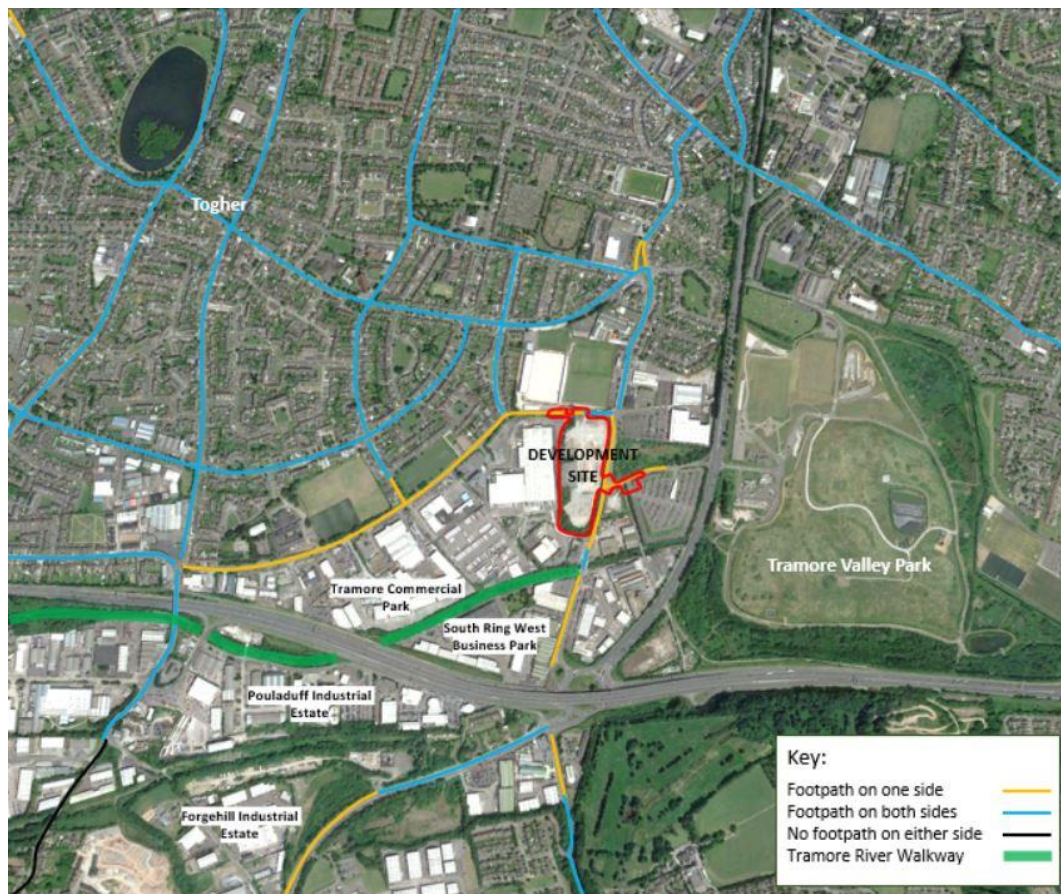 Togher
DEVELOPMENT
SITE
Tramore Valley Park
Tramore Commercial
Park
South Ring West
Business Park
Pouladuff Industrial
Estate
Forgehill Industrial
Estate
Key:
Footpath on one side
Footpath on both sides
No footpath on either side
Tramore River Walkway